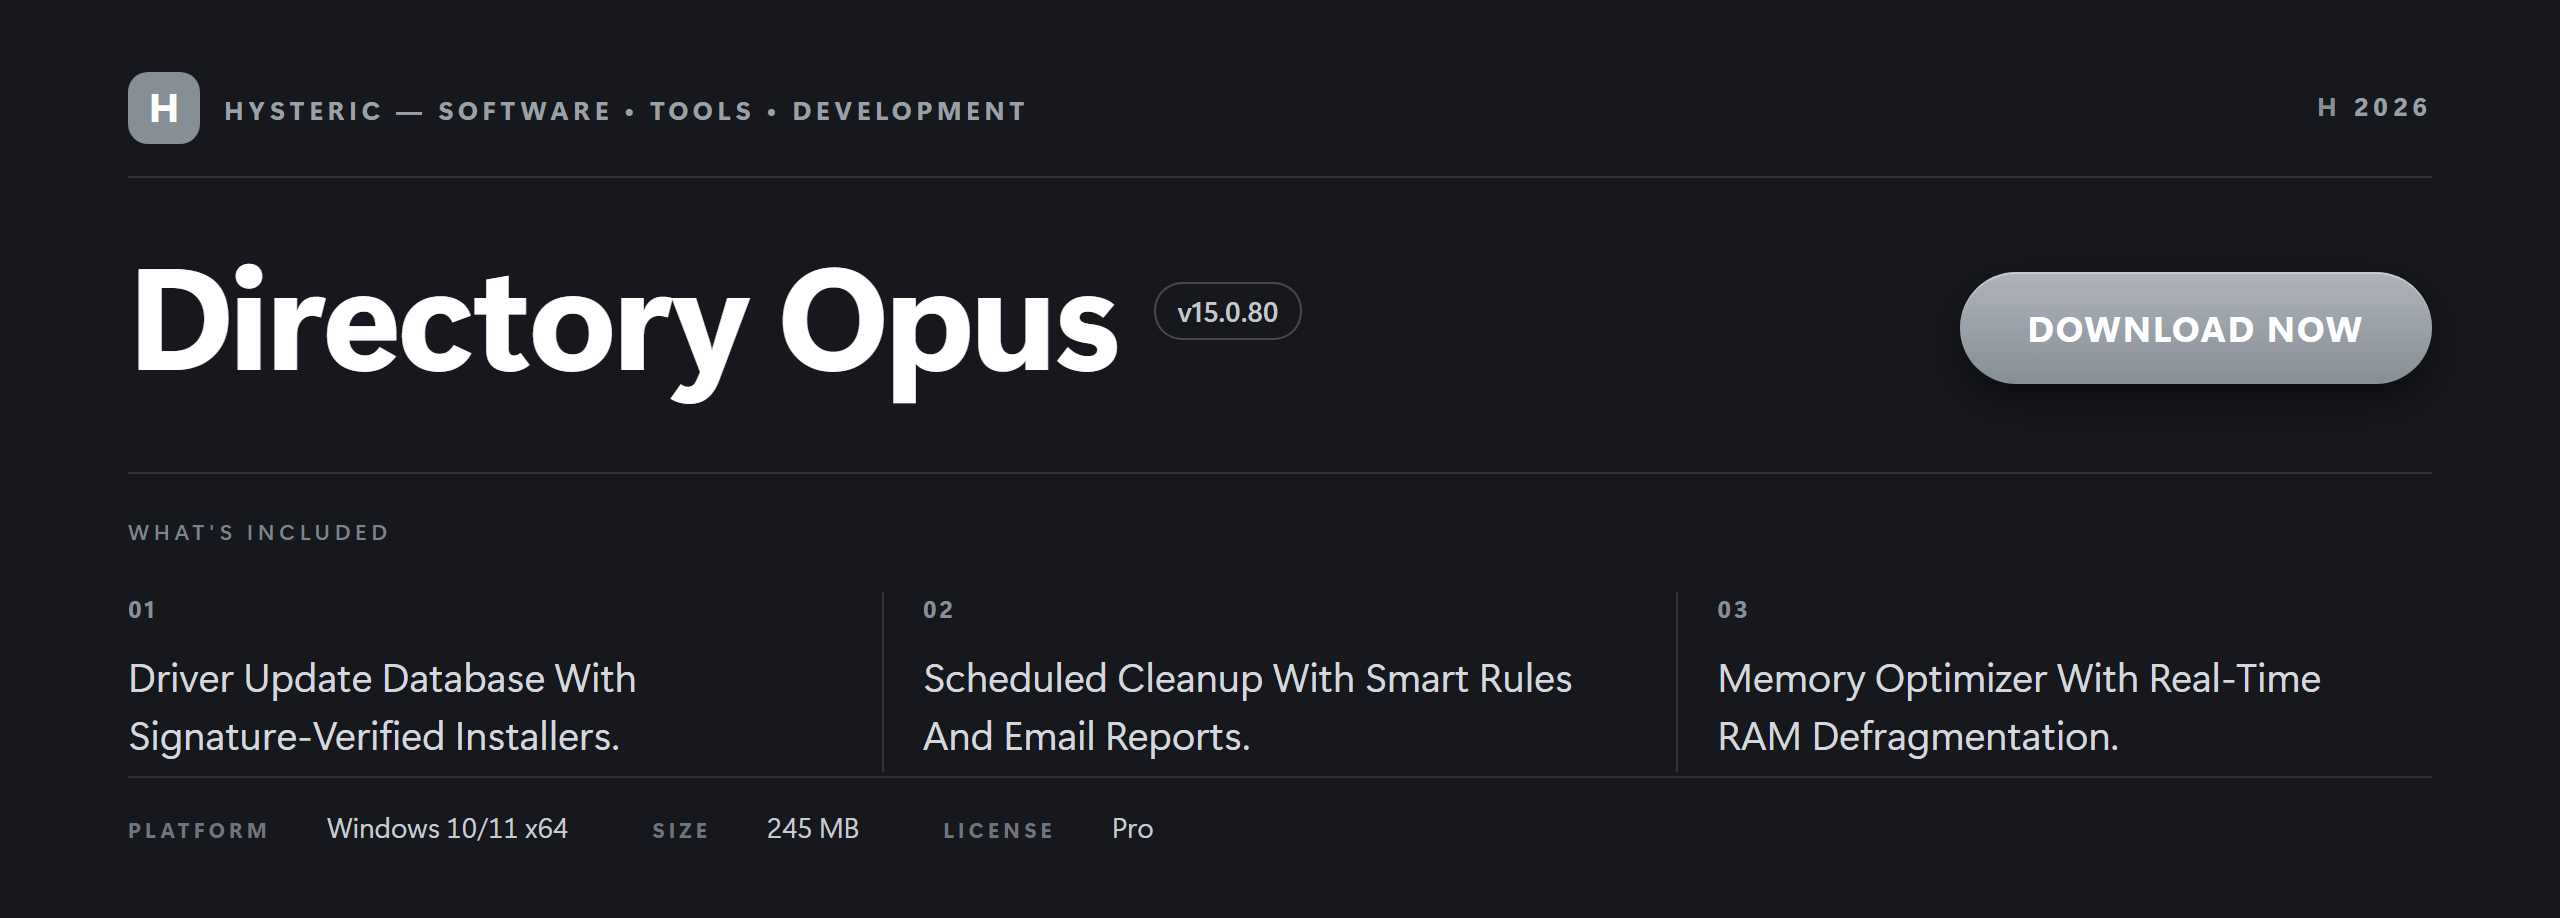 H
HYSTERIC — SOFTWARE • TOOLS • DEVELOPMENT
H 2026
Directory Opus
v15.0.80
DOWNLOAD NOW
WHAT'S INCLUDED
01
Driver Update Database With
Signature-Verified Installers.
02
Scheduled Cleanup With Smart Rules
And Email Reports.
03
Memory Optimizer With Real-Time
RAM Defragmentation.
PLATFORM Windows 10/11 x64 SIZE 245 MB LICENSE Pro